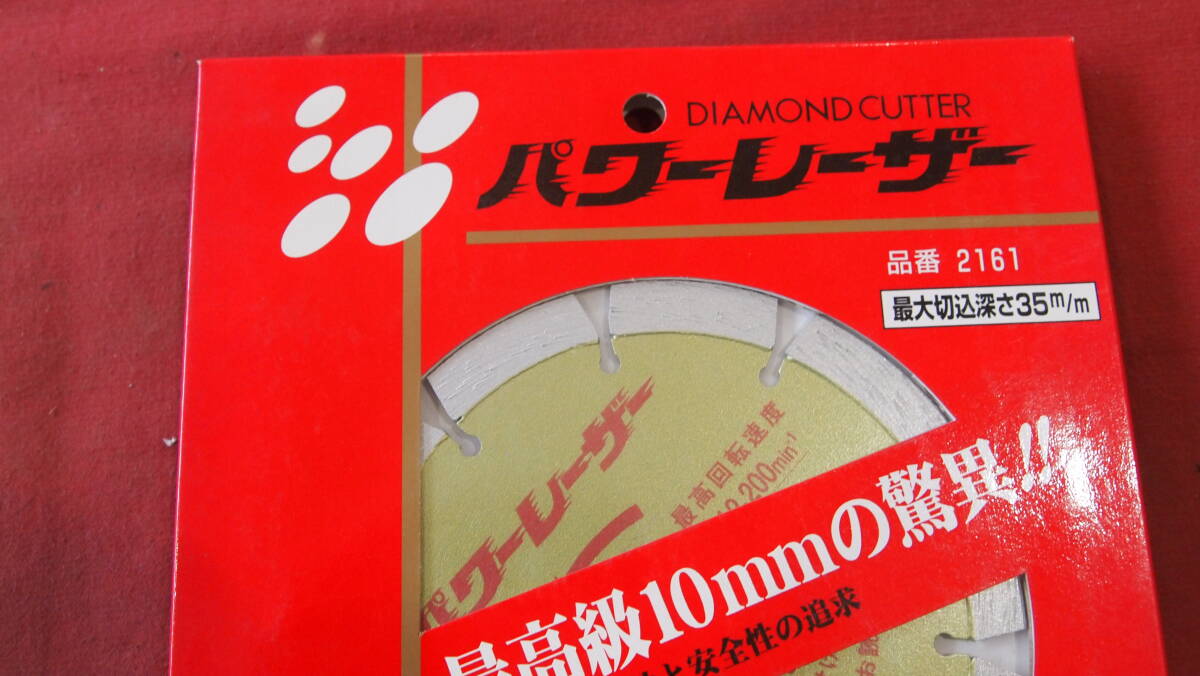 DIAMOND CUTTER
パワーレーザー
品番 2161
最大切込深さ35m/m
パワーレーザー
最高回転速度
200min⁻¹
最高級10mmの驚異!!
と安全性の追求